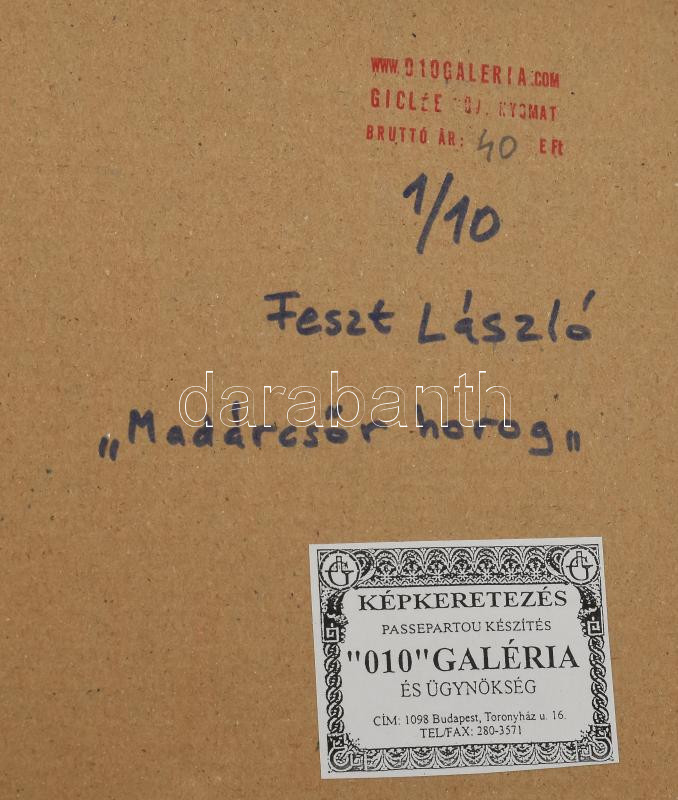 WWW.010GALERIA.COM
GICLÉE NYOMAT
BRUTTÓ ÁR: 40 EFt
1/10
Feszt László
darabanth
„Madárcsőr horog„
KÉPKERETEZÉS
PASSEPARTOU KÉSZÍTÉS
"010" GALÉRIA
ÉS ÜGYNÖKSÉG
CÍM: 1098 Budapest, Toronyház u. 16.
TEL/FAX: 280-3571